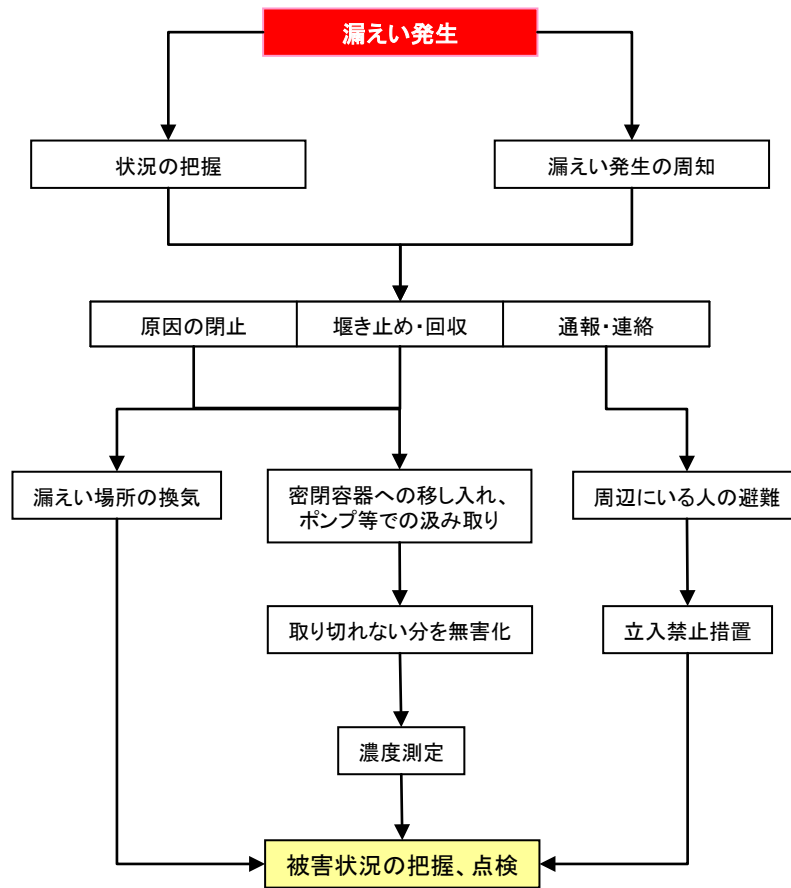 漏えい発生
状況の把握
漏えい発生の周知
原因の閉止
堰き止め・回収
通報・連絡
漏えい場所の換気
密閉容器への移し入れ、
ポンプ等での汲み取り
周辺にいる人の避難
取り切れない分を無害化
立入禁止措置
濃度測定
被害状況の把握、点検